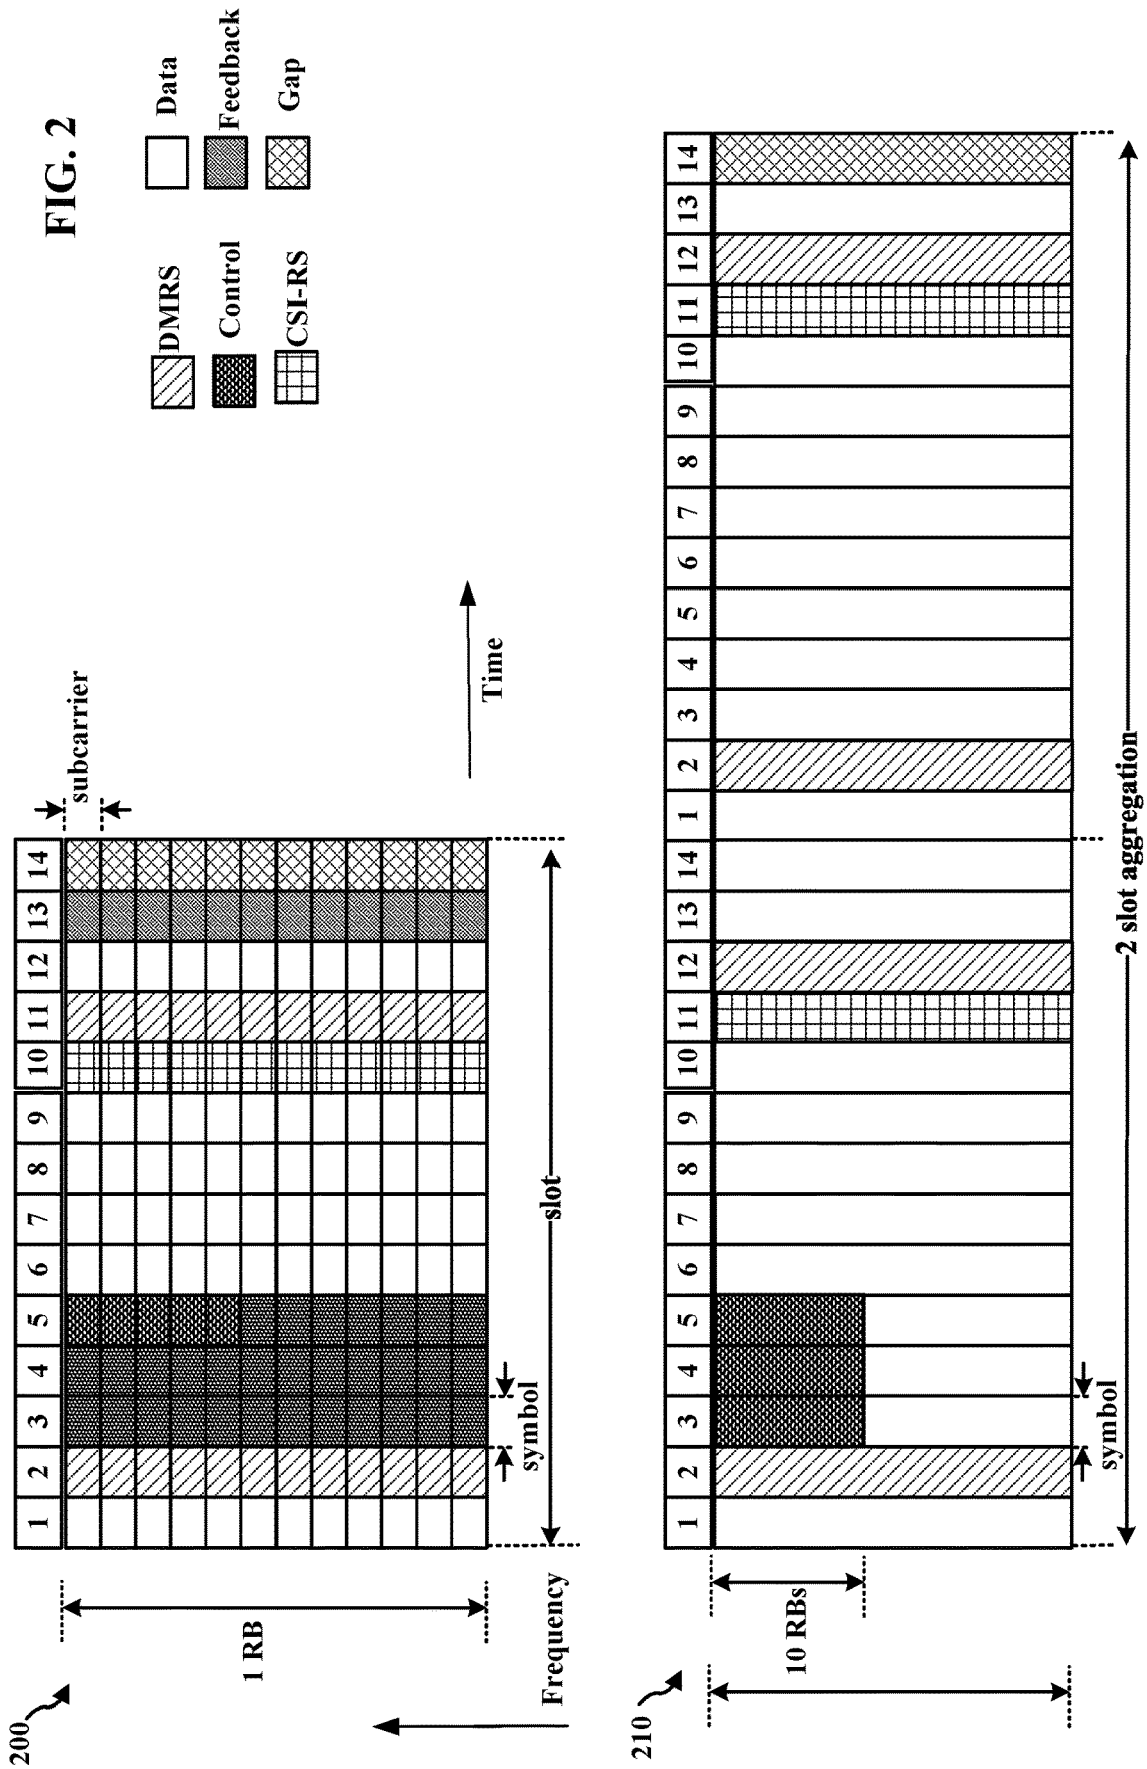 FIG. 2
DMRS
Data
Control
Feedback
CSI-RS
Gap
200
1 2 3 4 5 6 7 8 9 10 11 12 13 14
subcarrier
1 RB
symbol
slot
Frequency
Time
210
1 2 3 4 5 6 7 8 9 10 11 12 13 14 1 2 3 4 5 6 7 8 9 10 11 12 13 14
10 RBs
symbol
2 slot aggregation